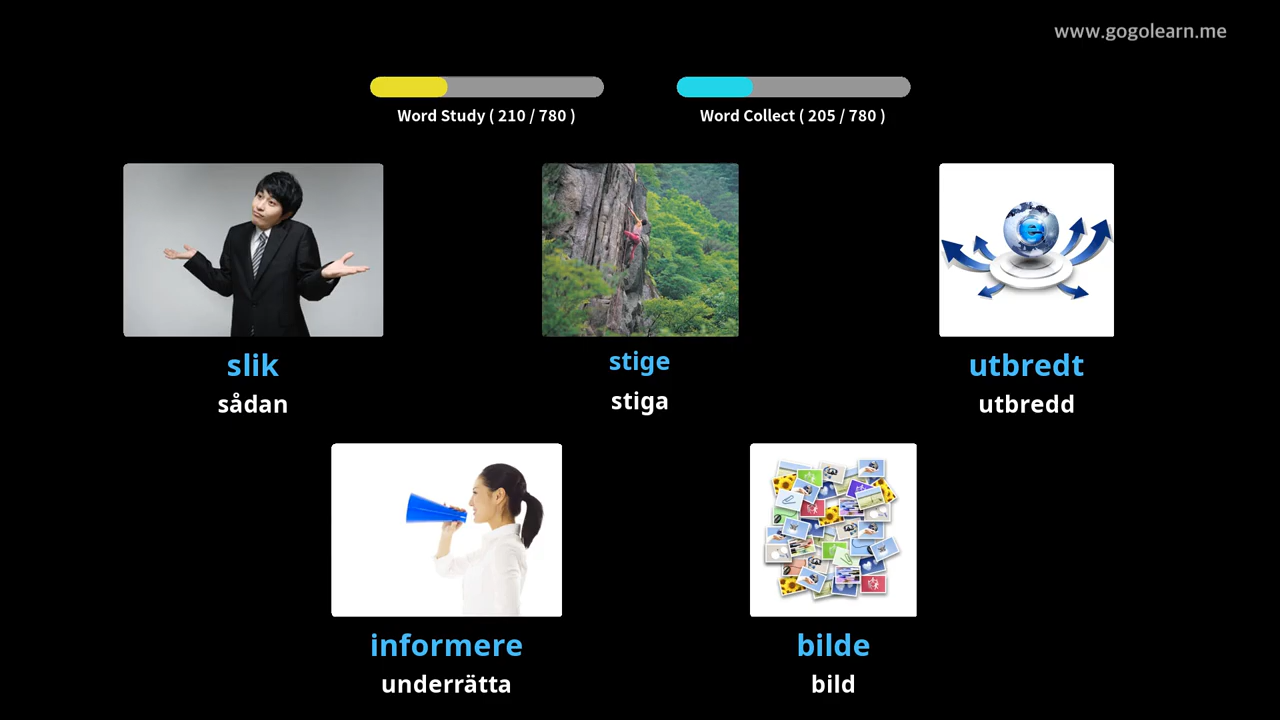 www.gogolearn.me
Word Study ( 210 / 780 )
Word Collect ( 205 / 780 )
slik
sådan
stige
stiga
utbredt
utbredd
informere
underrätta
bilde
bild